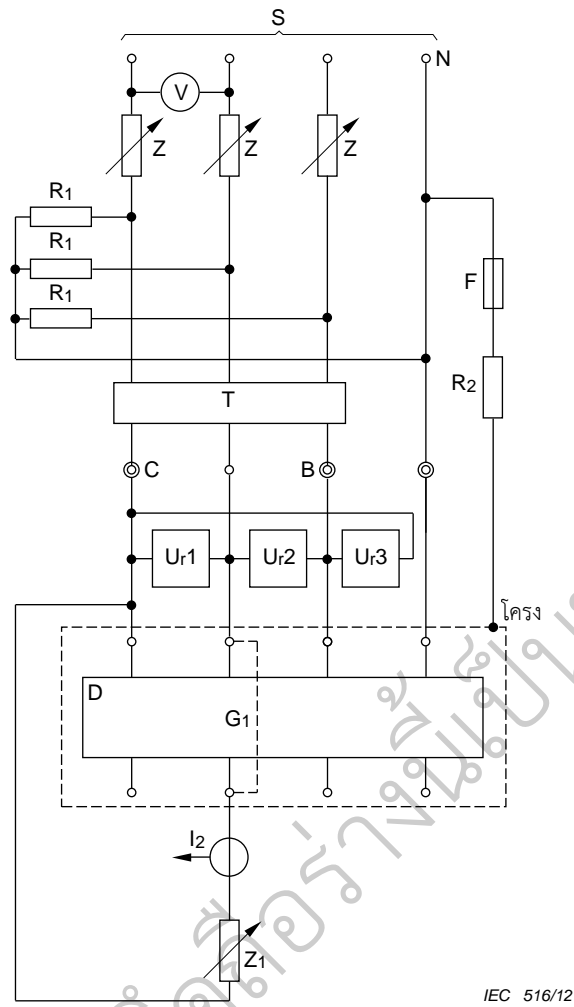 S
N
V
Z Z Z
R1
R1
R1
F
R2
T
C B
Ur1 Ur2 Ur3
โครง
D
G1
I2
Z1
IEC 516/12